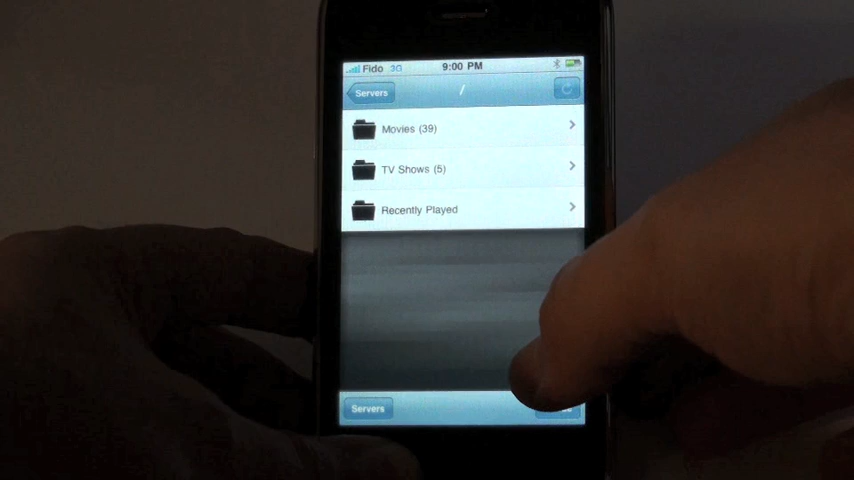 Fido 3G 9:00 PM
Servers /
Movies (39)
TV Shows (5)
Recently Played
Servers